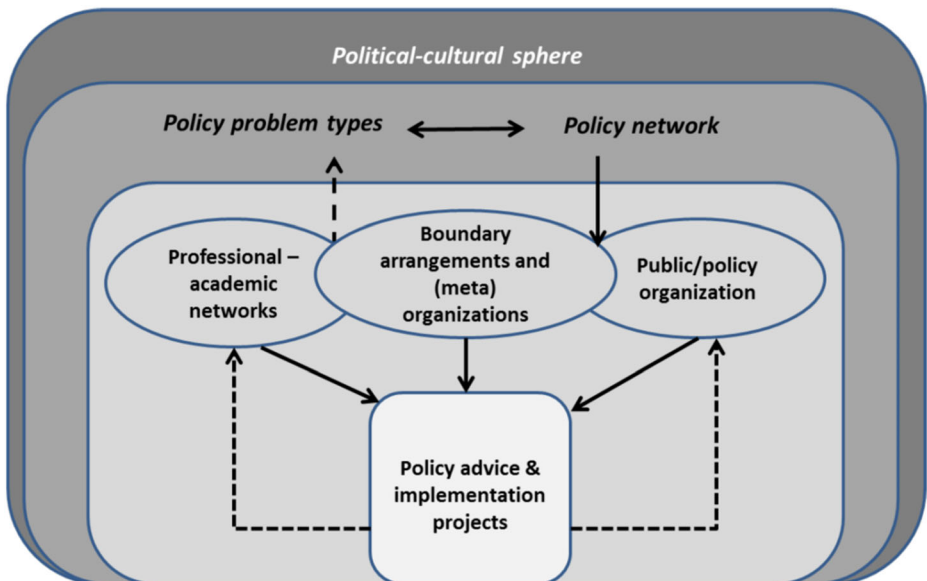 Political-cultural sphere
Policy problem types
Policy network
Professional –
academic
networks
Boundary
arrangements and
(meta)
organizations
Public/policy
organization
Policy advice &
implementation
projects